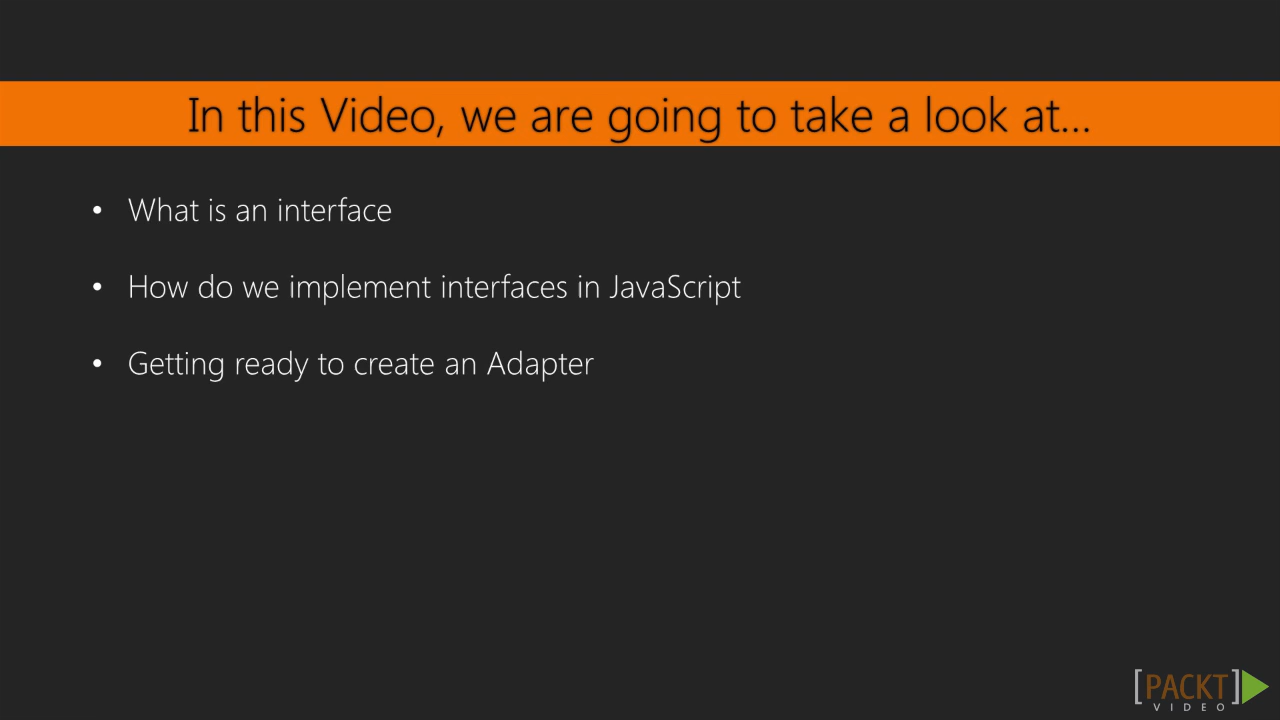 In this Video, we are going to take a look at...
• What is an interface
• How do we implement interfaces in JavaScript
• Getting ready to create an Adapter
[PACKT]
VIDEO